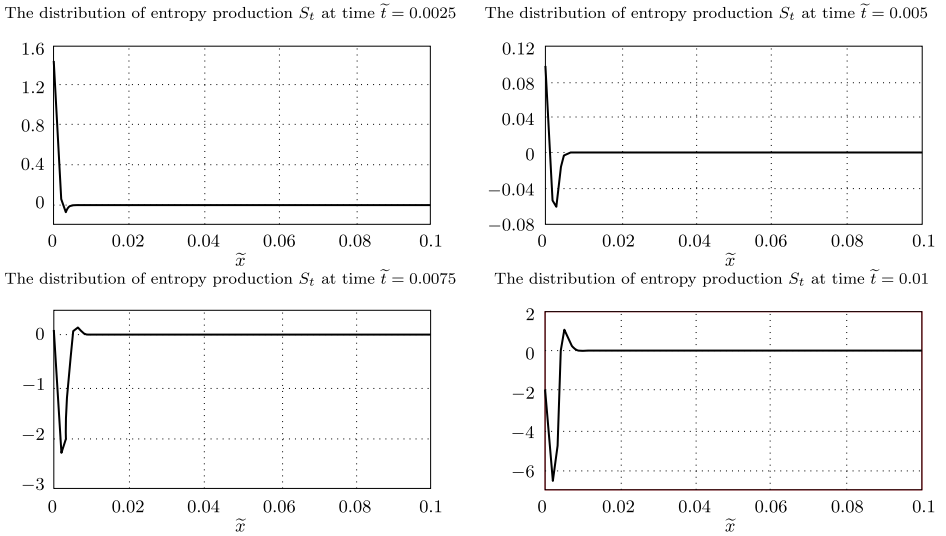 The distribution of entropy production S_t at time t̃ = 0.0025
1.6
1.2
0.8
0.4
0
0 0.02 0.04 0.06 0.08 0.1
x̃
The distribution of entropy production S_t at time t̃ = 0.005
0.12
0.08
0.04
0
−0.04
−0.08
0 0.02 0.04 0.06 0.08 0.1
x̃
The distribution of entropy production S_t at time t̃ = 0.0075
0
−1
−2
−3
0 0.02 0.04 0.06 0.08 0.1
x̃
The distribution of entropy production S_t at time t̃ = 0.01
2
0
−2
−4
−6
0 0.02 0.04 0.06 0.08 0.1
x̃